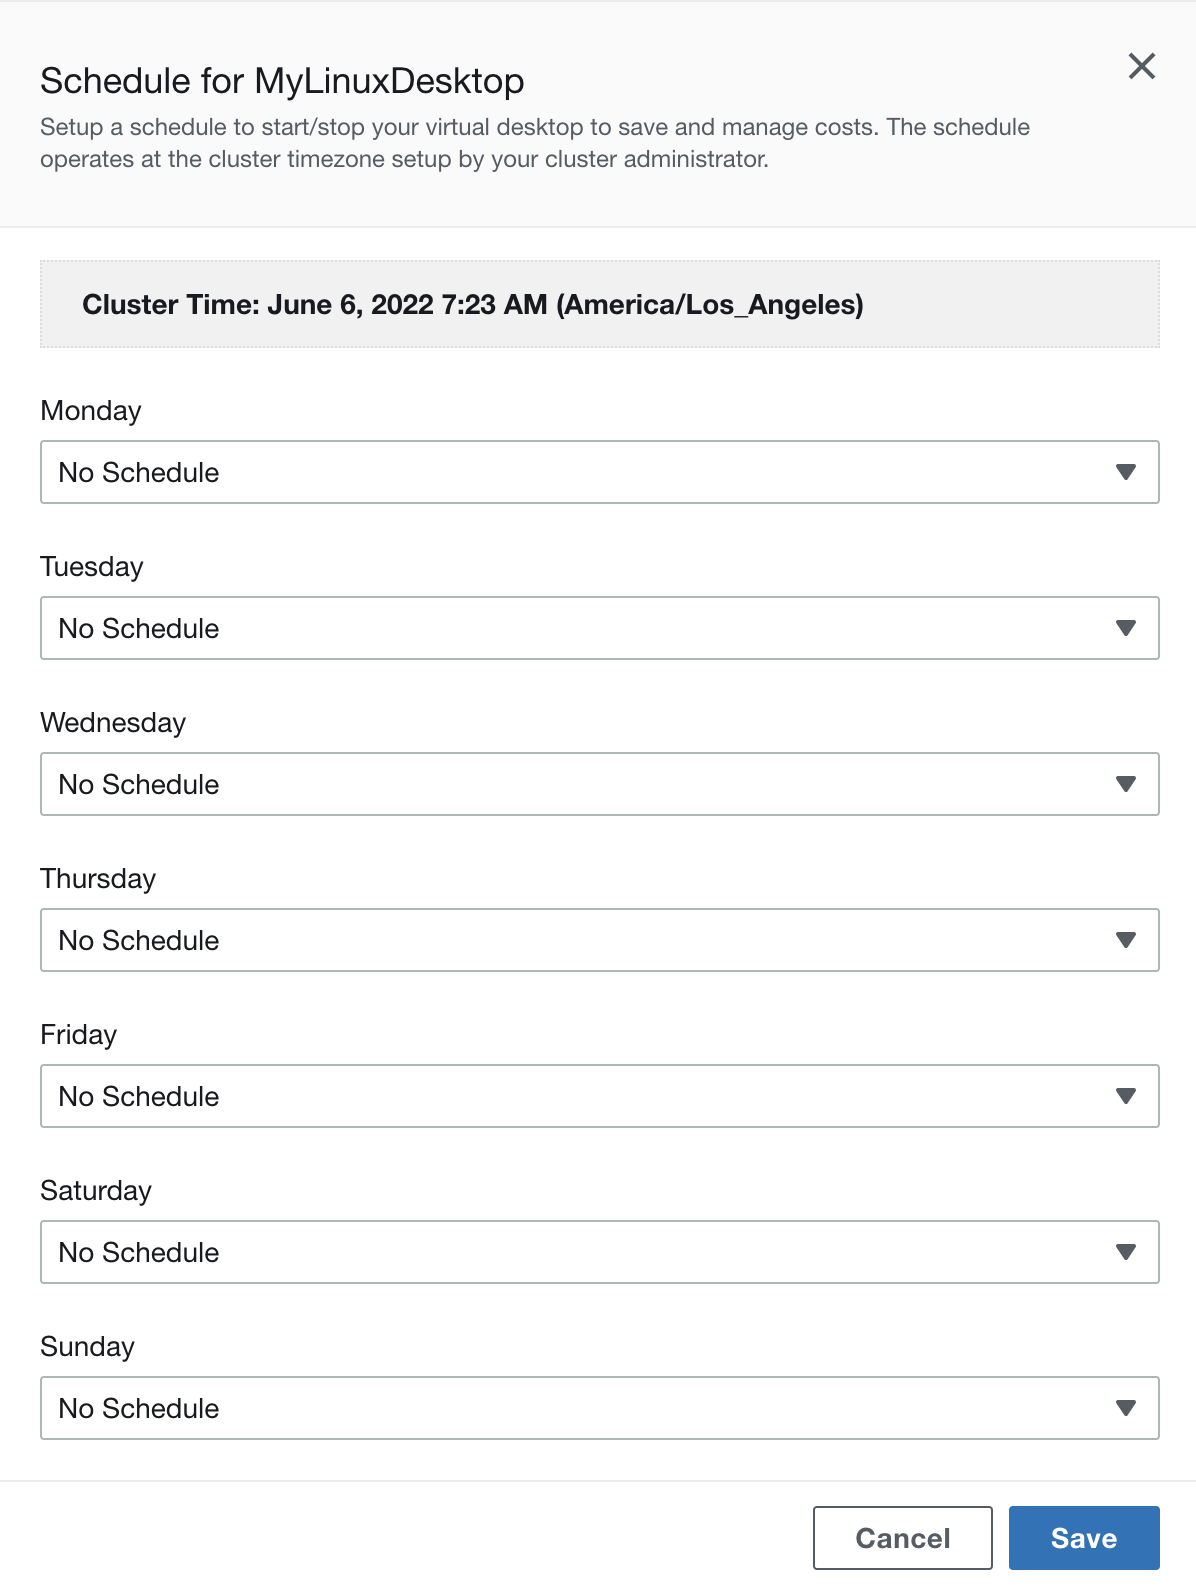 Schedule for MyLinuxDesktop
Setup a schedule to start/stop your virtual desktop to save and manage costs. The schedule
operates at the cluster timezone setup by your cluster administrator.
Cluster Time: June 6, 2022 7:23 AM (America/Los_Angeles)
Monday
No Schedule
Tuesday
No Schedule
Wednesday
No Schedule
Thursday
No Schedule
Friday
No Schedule
Saturday
No Schedule
Sunday
No Schedule
Cancel
Save